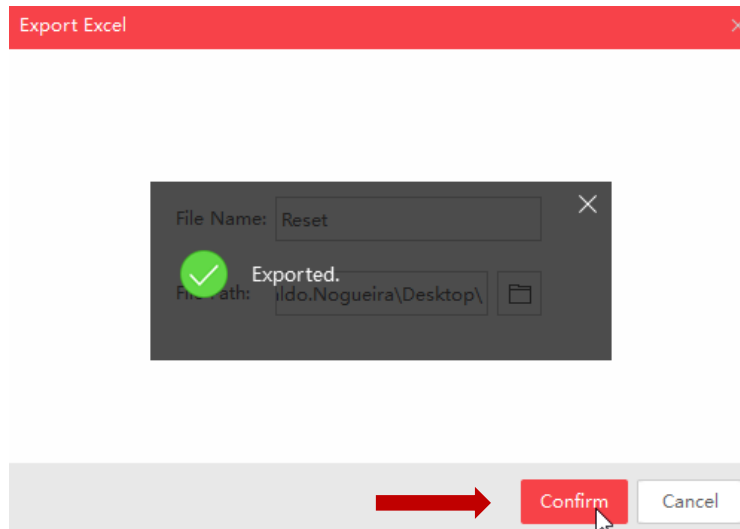 Export Excel
File Name: Reset
Exported.
File Path: ildo.Nogueira\Desktop\
Confirm Cancel